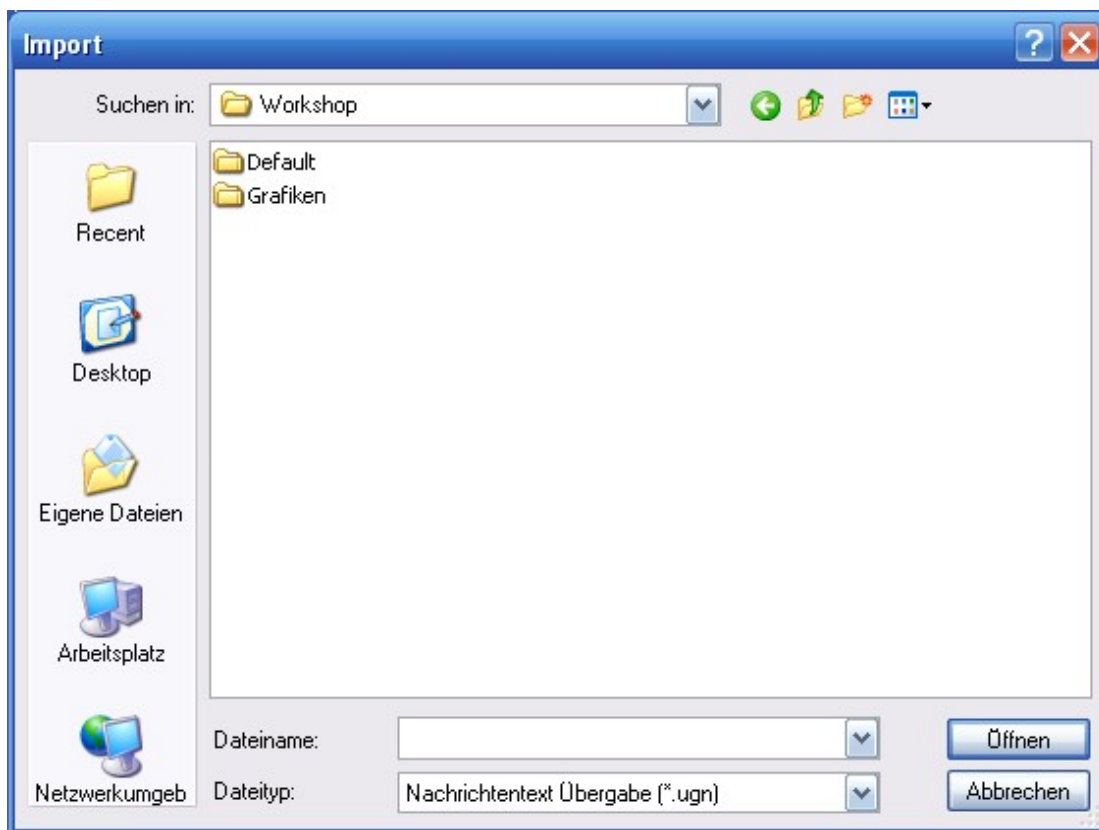 Import
Suchen in: Workshop
Default
Grafiken
Recent
Desktop
Eigene Dateien
Arbeitsplatz
Netzwerkumgeb
Dateiname:
Öffnen
Dateityp: Nachrichtentext Übergabe (*.ugn)
Abbrechen